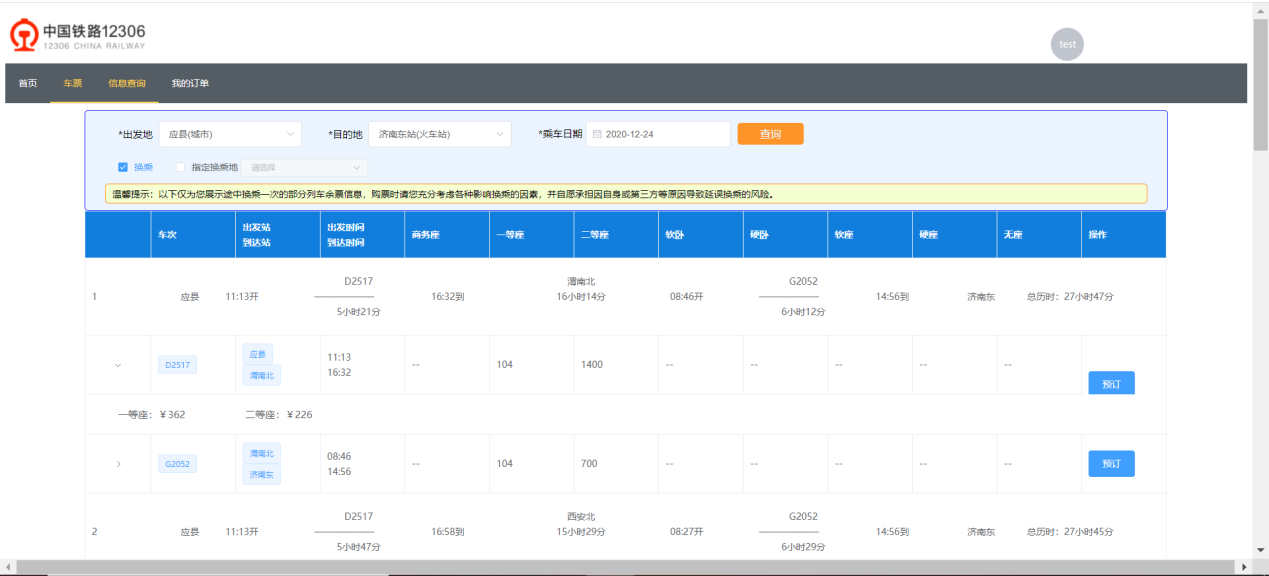 中国铁路12306
12306 CHINA RAILWAY
test
首页 车票 信息查询 我的订单
*出发地 应县(城市) *目的地 济南东站(火车站) *乘车日期 2020-12-24 查询
换乘 指定换乘地 请选择
温馨提示：以下仅为您展示途中换乘一次的部分列车余票信息，购票时请您充分考虑各种影响换乘的因素，并自愿承担因自身或第三方等原因导致延误换乘的风险。
车次 出发站 出发时间 商务座 一等座 二等座 软卧 硬卧 软座 硬座 无座 操作
到达站 到达时间
D2517 渭南北 G2052
1 应县 11:13开 16:32到 16小时14分 08:46开 14:56到 济南东 总历时：27小时47分
5小时21分 6小时12分
D2517 应县 11:13 -- 104 1400 -- -- -- -- -- 预订
渭南北 16:32
一等座：￥362 二等座：￥226
G2052 渭南北 08:46 -- 104 700 -- -- -- -- -- 预订
济南东 14:56
D2517 西安北 G2052
2 应县 11:13开 16:58到 15小时29分 08:27开 14:56到 济南东 总历时：27小时45分
5小时47分 6小时29分